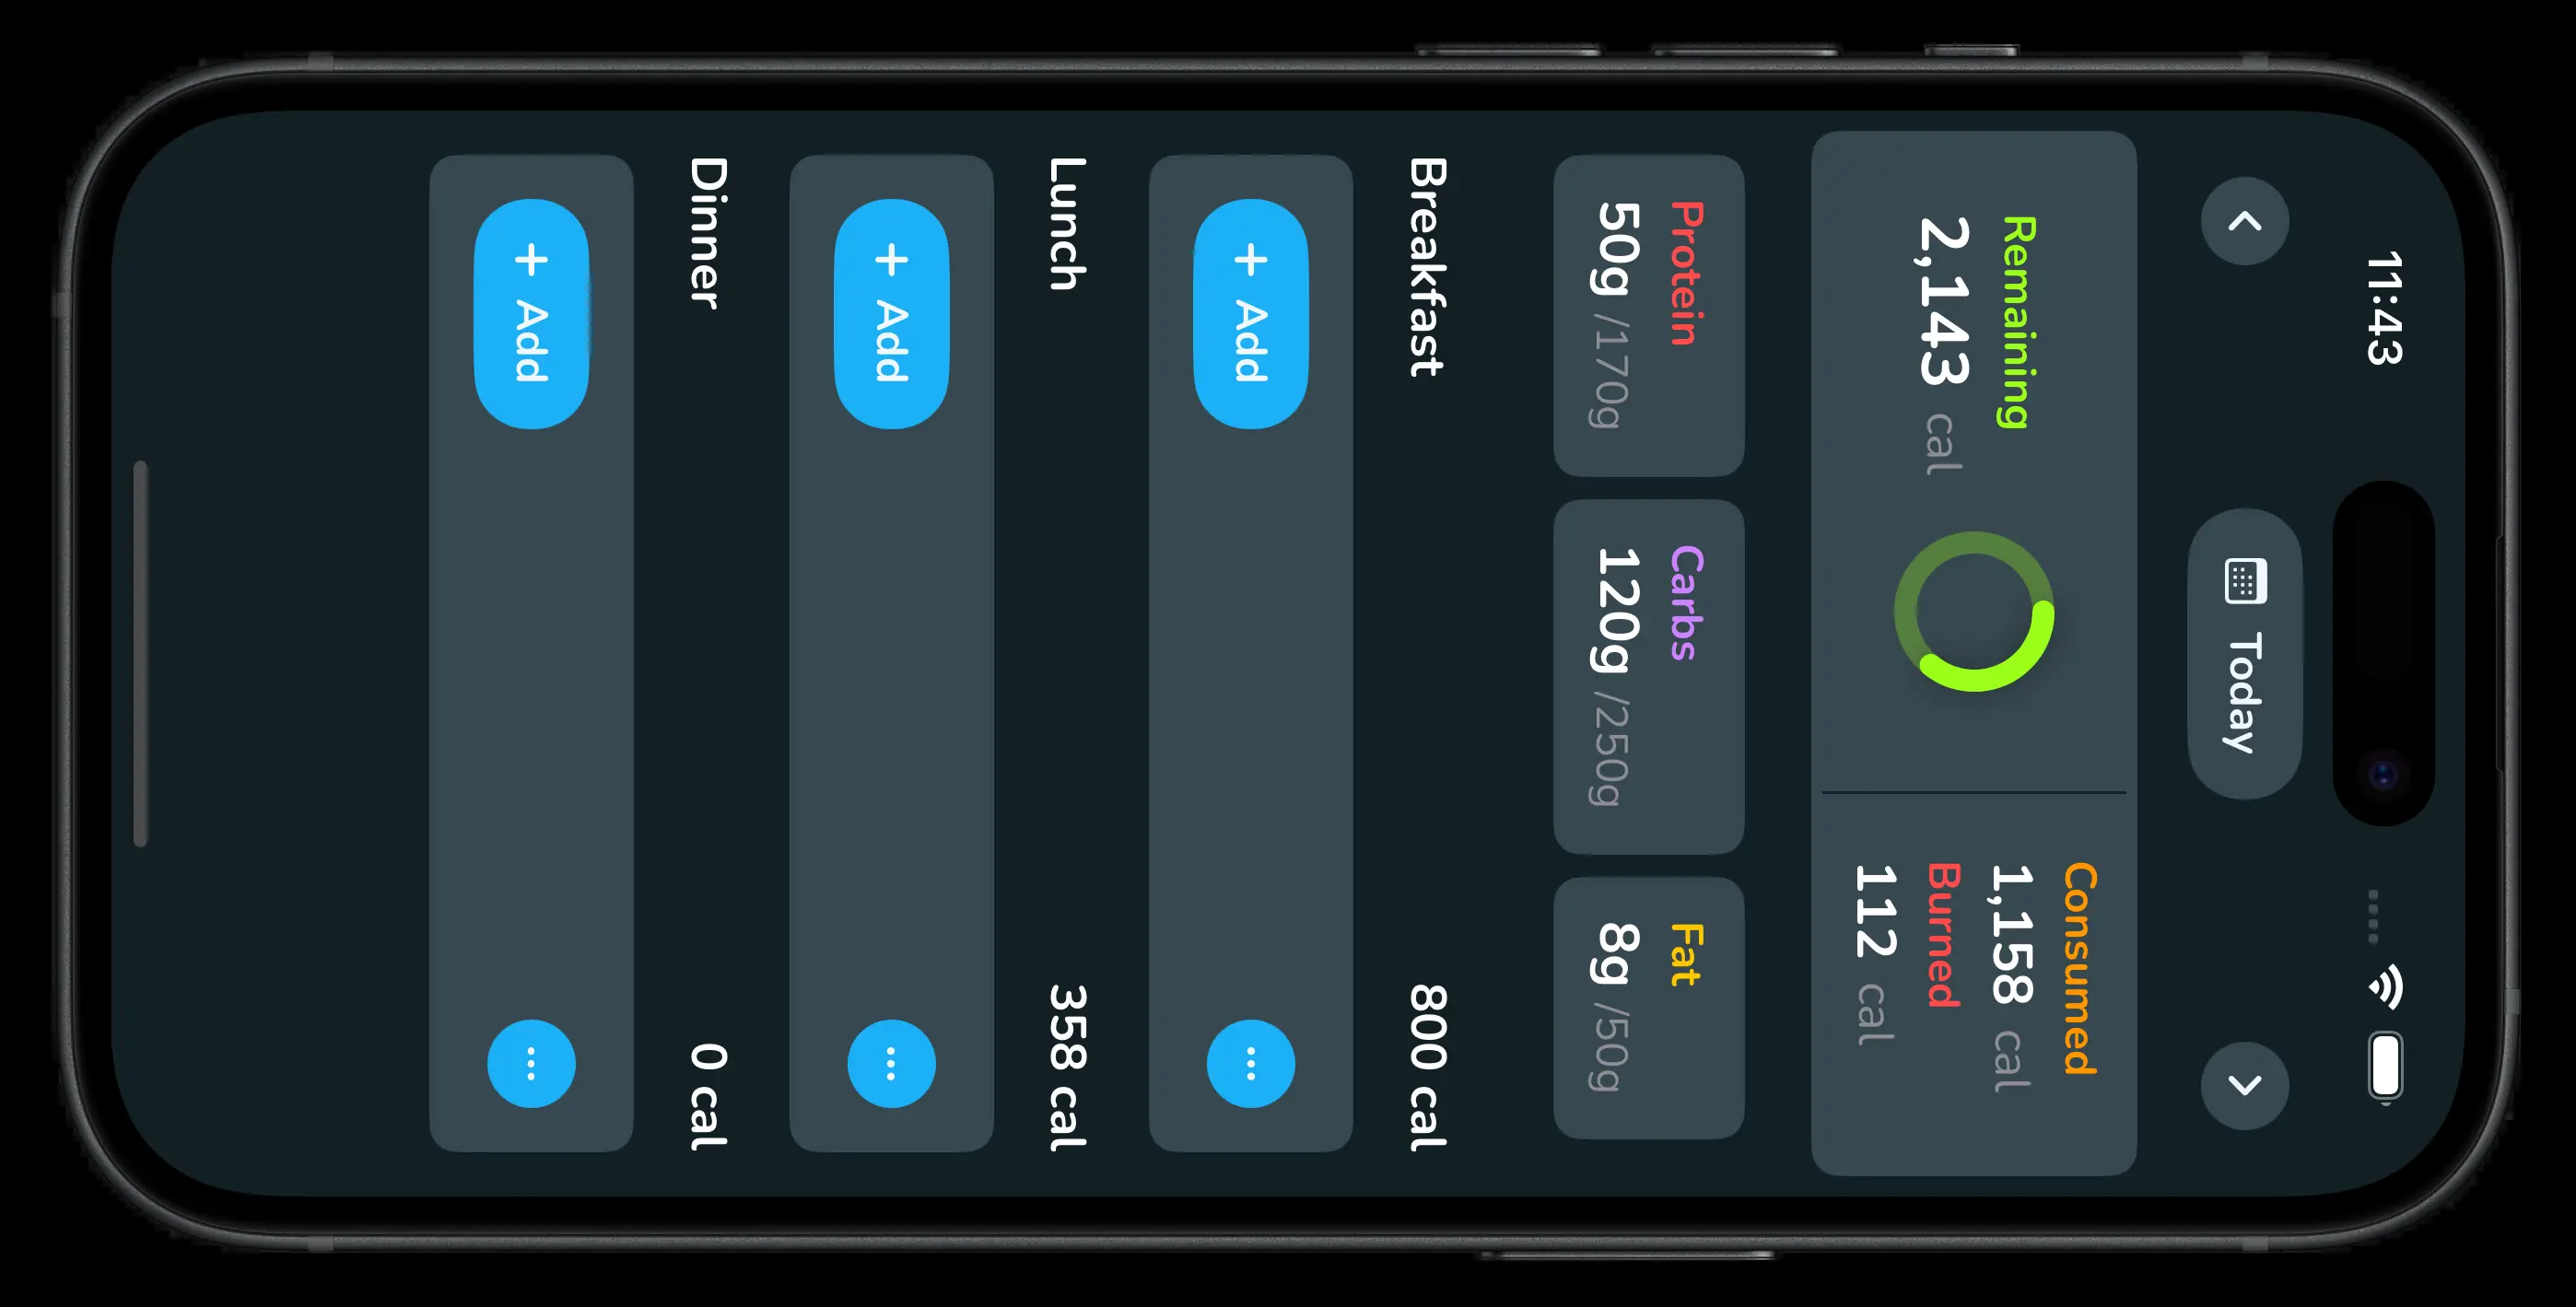 11:43
Today
Remaining
2,143 cal
Consumed
1,158 cal
Burned
112 cal
Protein
50g /170g
Carbs
120g /250g
Fat
8g /50g
Breakfast
800 cal
+ Add
Lunch
358 cal
+ Add
Dinner
0 cal
+ Add